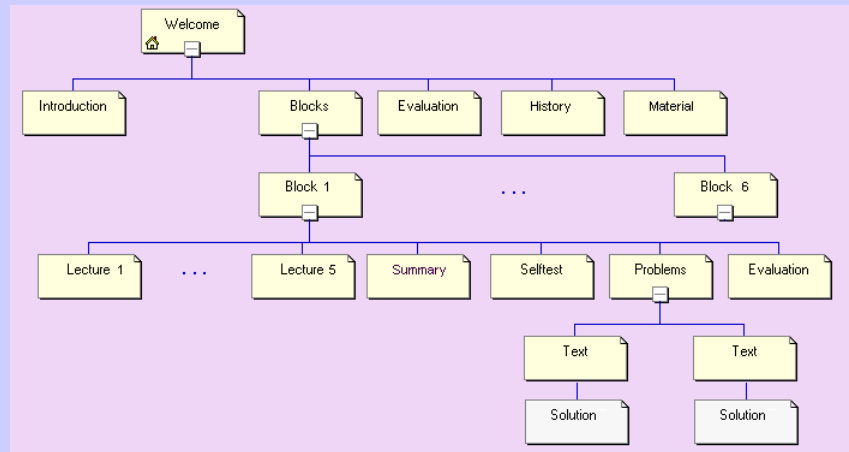 Welcome
Introduction
Blocks
Evaluation
History
Material
Block 1
. . .
Block 6
Lecture 1
. . .
Lecture 5
Summary
Selftest
Problems
Evaluation
Text
Text
Solution
Solution